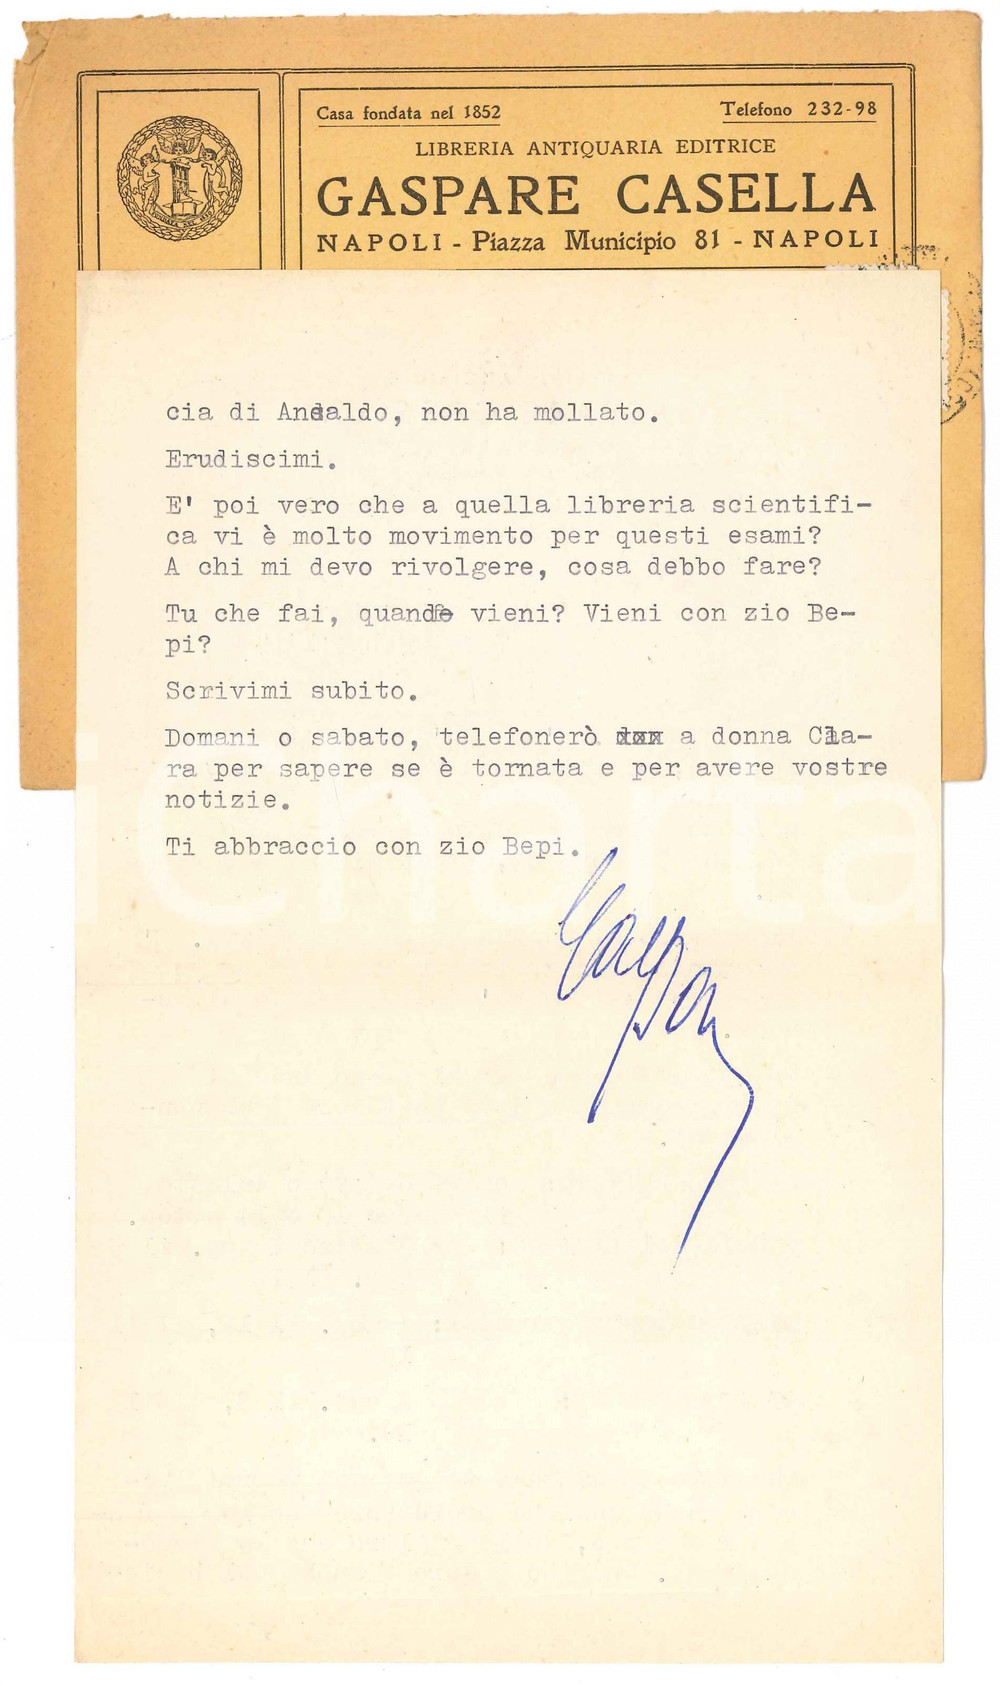 Casa fondata nel 1852
Telefono 232-98
LIBRERIA ANTIQUARIA EDITRICE
GASPARE CASELLA
NAPOLI - Piazza Municipio 81 - NAPOLI
cia di Ansaldo, non ha mollato.
Erudiscimi.
E' poi vero che a quella libreria scientifi-
ca vi è molto movimento per questi esami?
A chi mi devo rivolgere, cosa debbo fare?
Tu che fai, quando vieni? Vieni con zio Be-
pi?
Scrivimi subito.
Domani o sabato, telefonerò a donna Cla-
ra per sapere se è tornata e per avere vostre
notizie.
Ti abbraccio con zio Bepi.